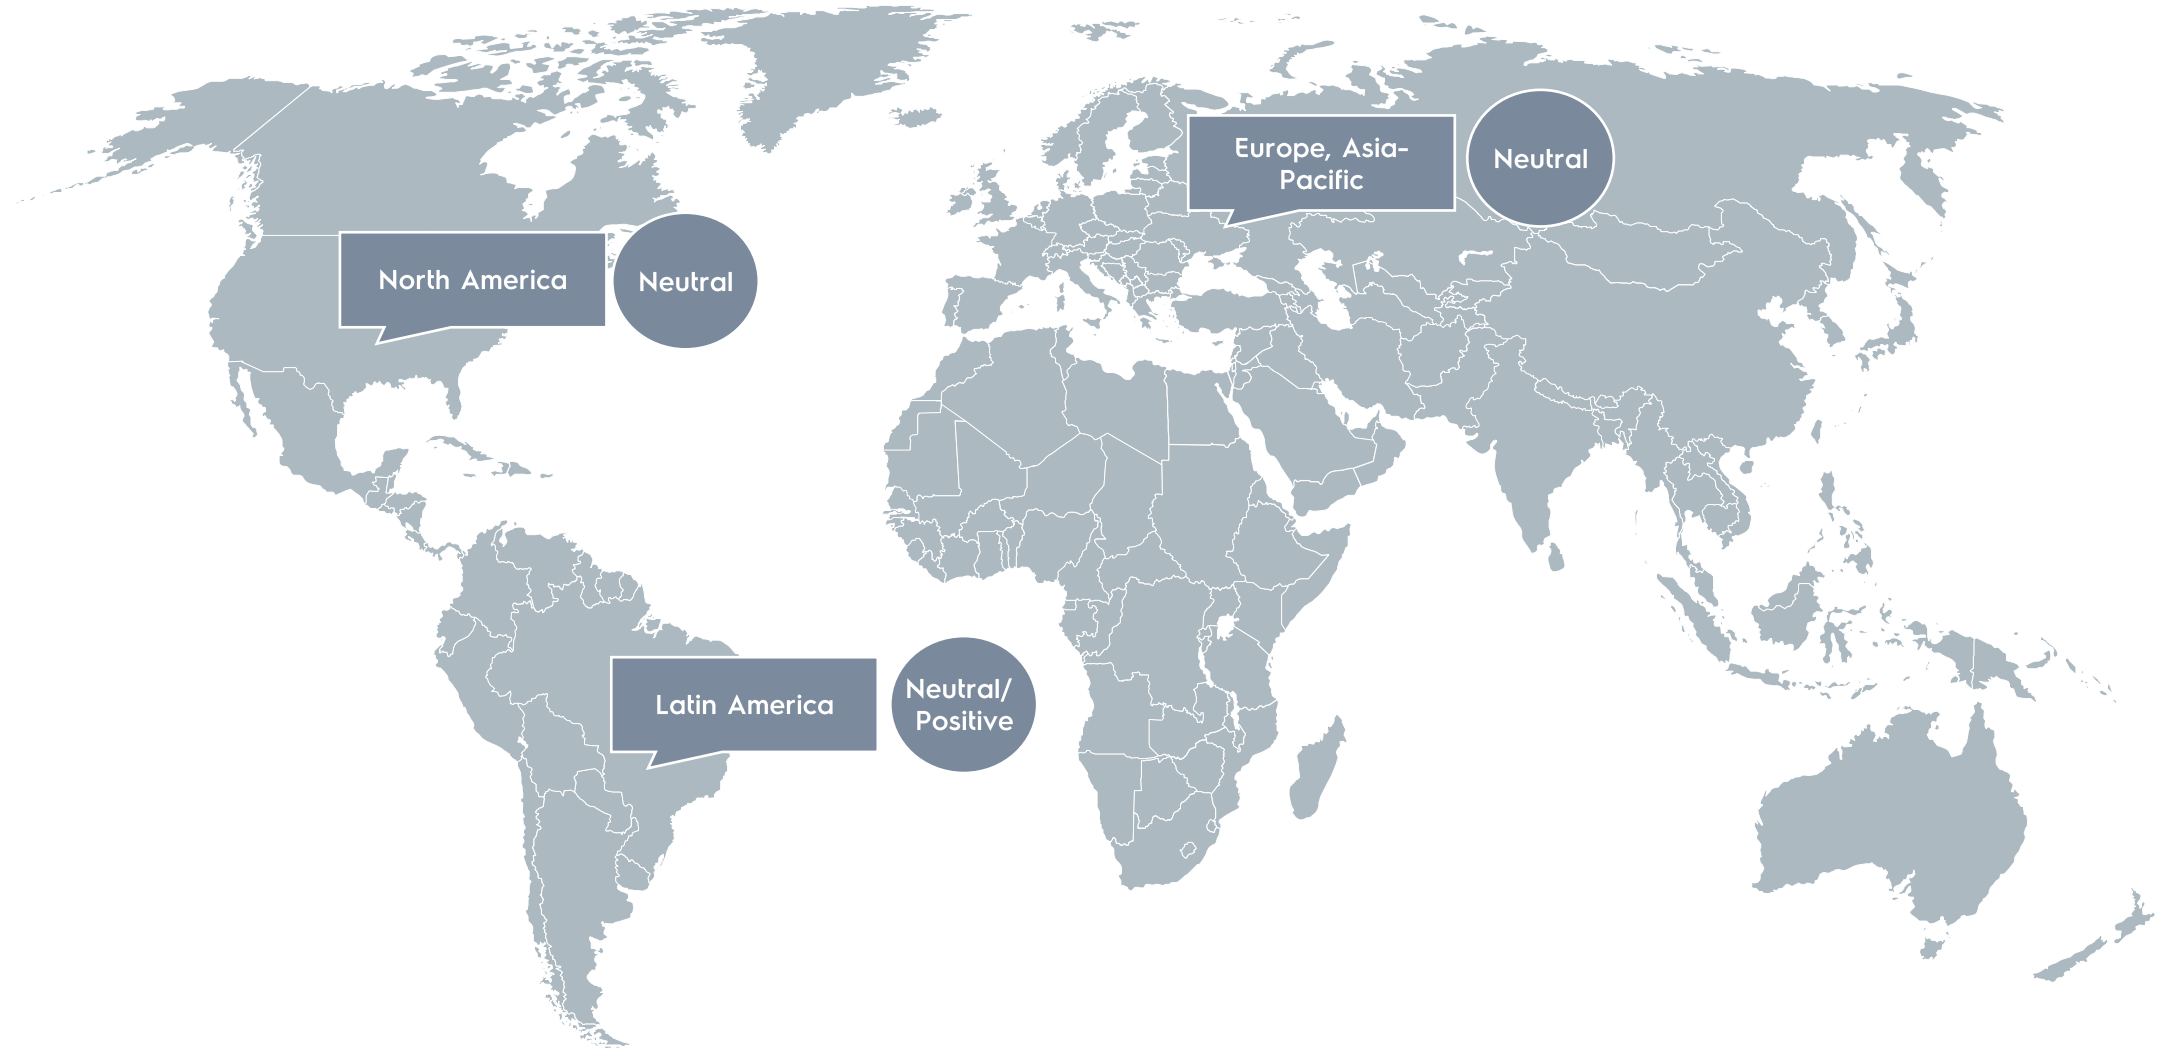 Europe, Asia-
Pacific
Neutral
North America
Neutral
Latin America
Neutral/
Positive